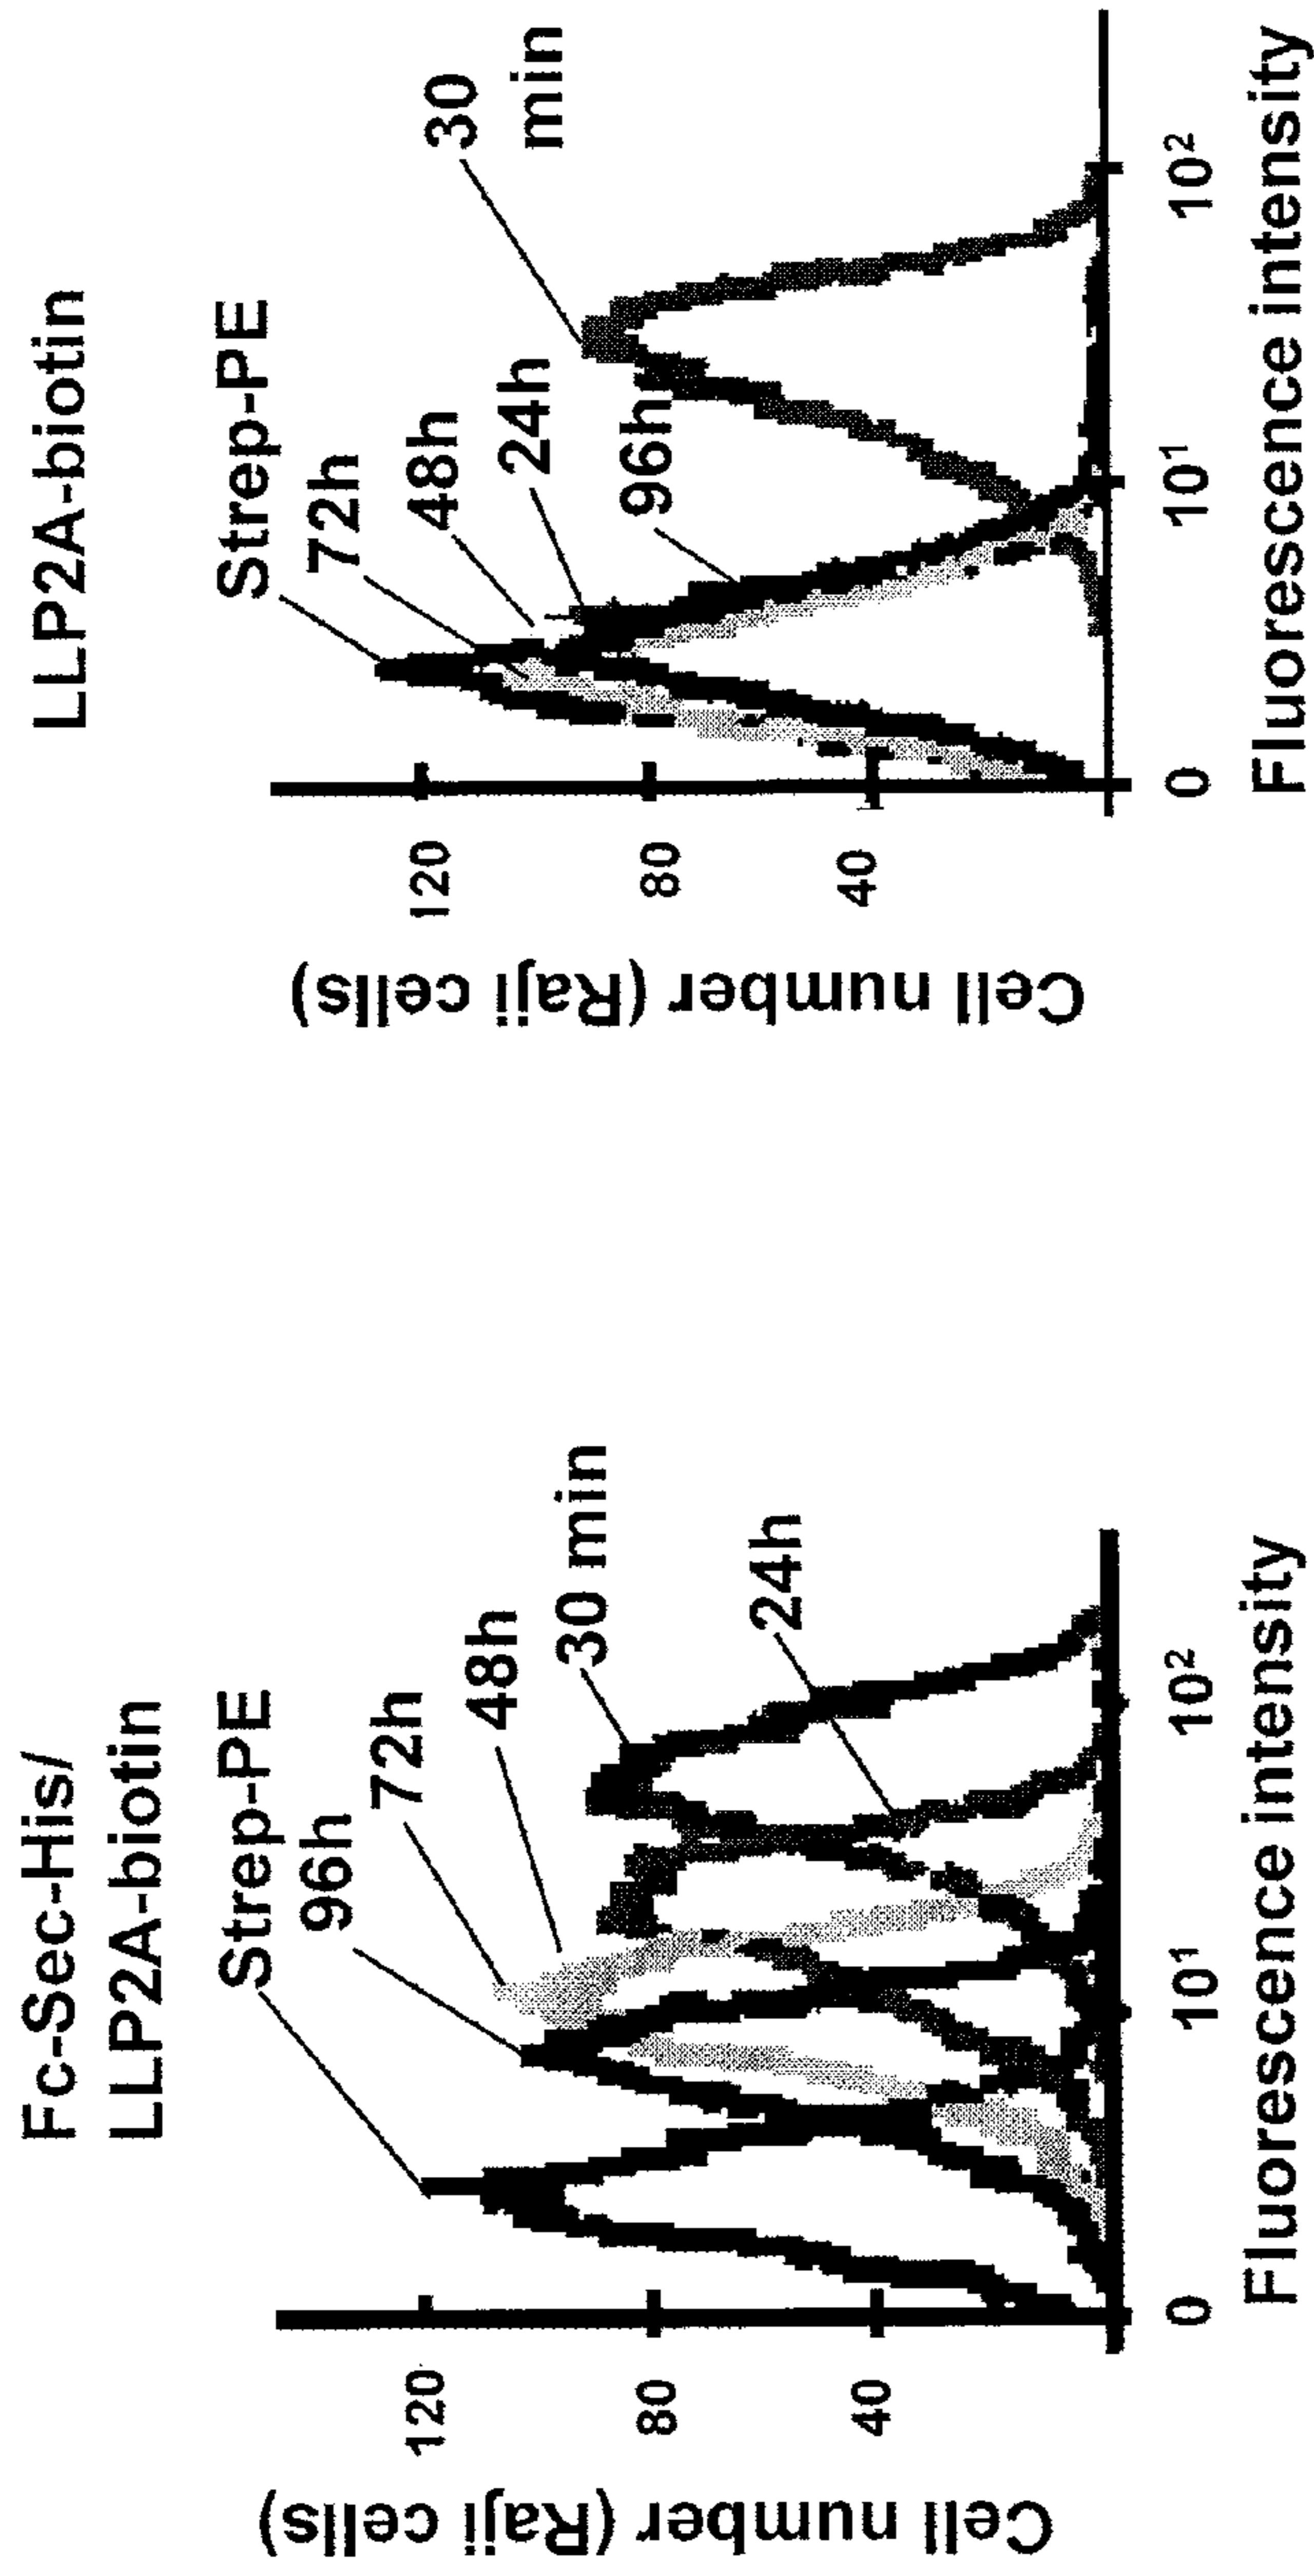 Fc-Sec-His/
LLP2A-biotin
Strep-PE
96h
72h
48h
30 min
24h
120
80
40
Cell number (Raji cells)
0
10¹
10²
Fluorescence intensity
LLP2A-biotin
Strep-PE
72h
48h
24h
96h
30
min
120
80
40
Cell number (Raji cells)
0
10¹
10²
Fluorescence intensity